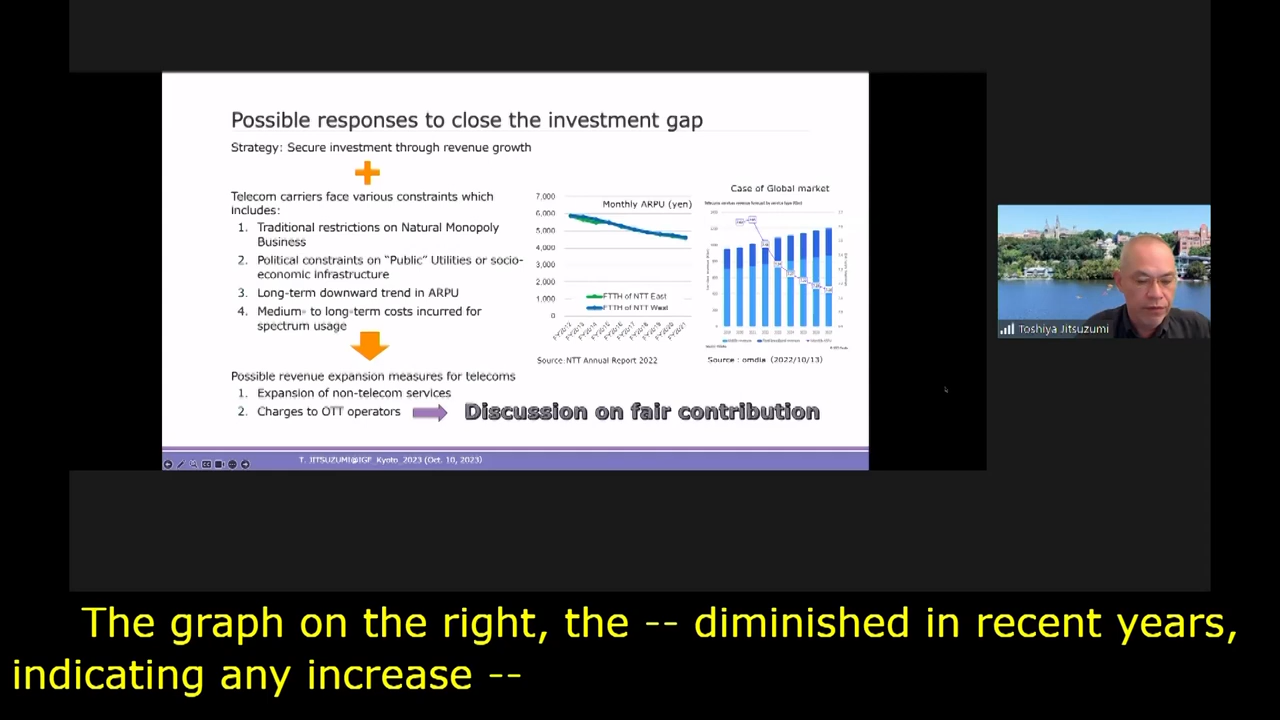 Possible responses to close the investment gap
Strategy: Secure investment through revenue growth
Telecom carriers face various constraints which
includes:
1. Traditional restrictions on Natural Monopoly
Business
2. Political constraints on "Public" Utilities or socio-
economic infrastructure
3. Long-term downward trend in ARPU
4. Medium- to long-term costs incurred for
spectrum usage
Possible revenue expansion measures for telecoms
1. Expansion of non-telecom services
2. Charges to OTT operators
Discussion on fair contribution
Monthly ARPU (yen)
7,000
6,000
5,000
4,000
3,000
2,000
1,000
0
FTTH of NTT East
FTTH of NTT West
Source: NTT Annual Report 2022
Case of Global market
Source : omdia (2022/10/13)
T. JITSUZUMI@IGF_Kyoto_2023 (Oct. 10, 2023)
Toshiya Jitsuzumi
The graph on the right, the -- diminished in recent years,
indicating any increase --